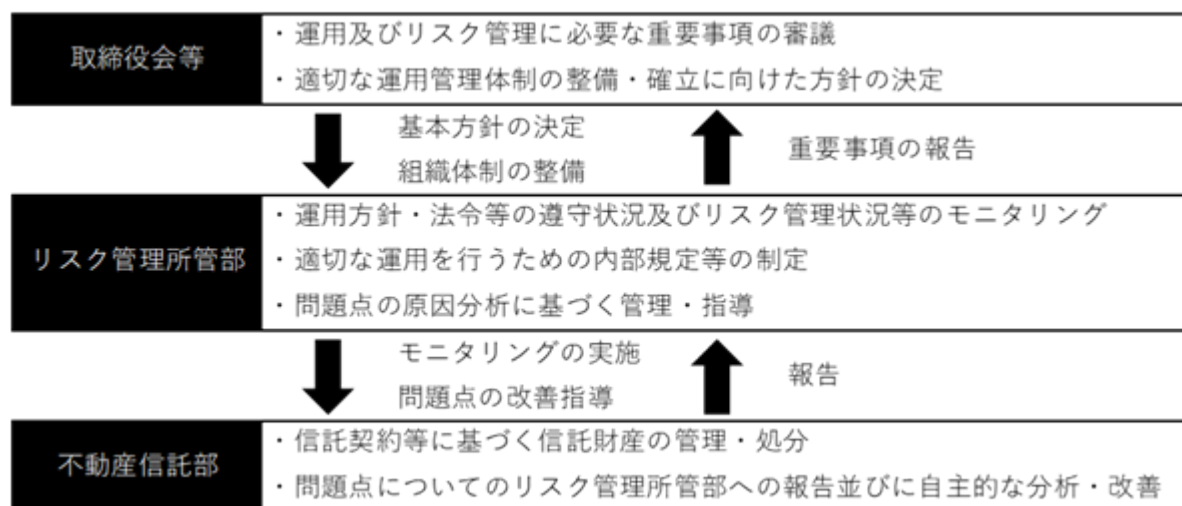 取締役会等
・運用及びリスク管理に必要な重要事項の審議
・適切な運用管理体制の整備・確立に向けた方針の決定
基本方針の決定
組織体制の整備
重要事項の報告
リスク管理所管部
・運用方針・法令等の遵守状況及びリスク管理状況等のモニタリング
・適切な運用を行うための内部規定等の制定
・問題点の原因分析に基づく管理・指導
モニタリングの実施
問題点の改善指導
報告
不動産信託部
・信託契約等に基づく信託財産の管理・処分
・問題点についてのリスク管理所管部への報告並びに自主的な分析・改善